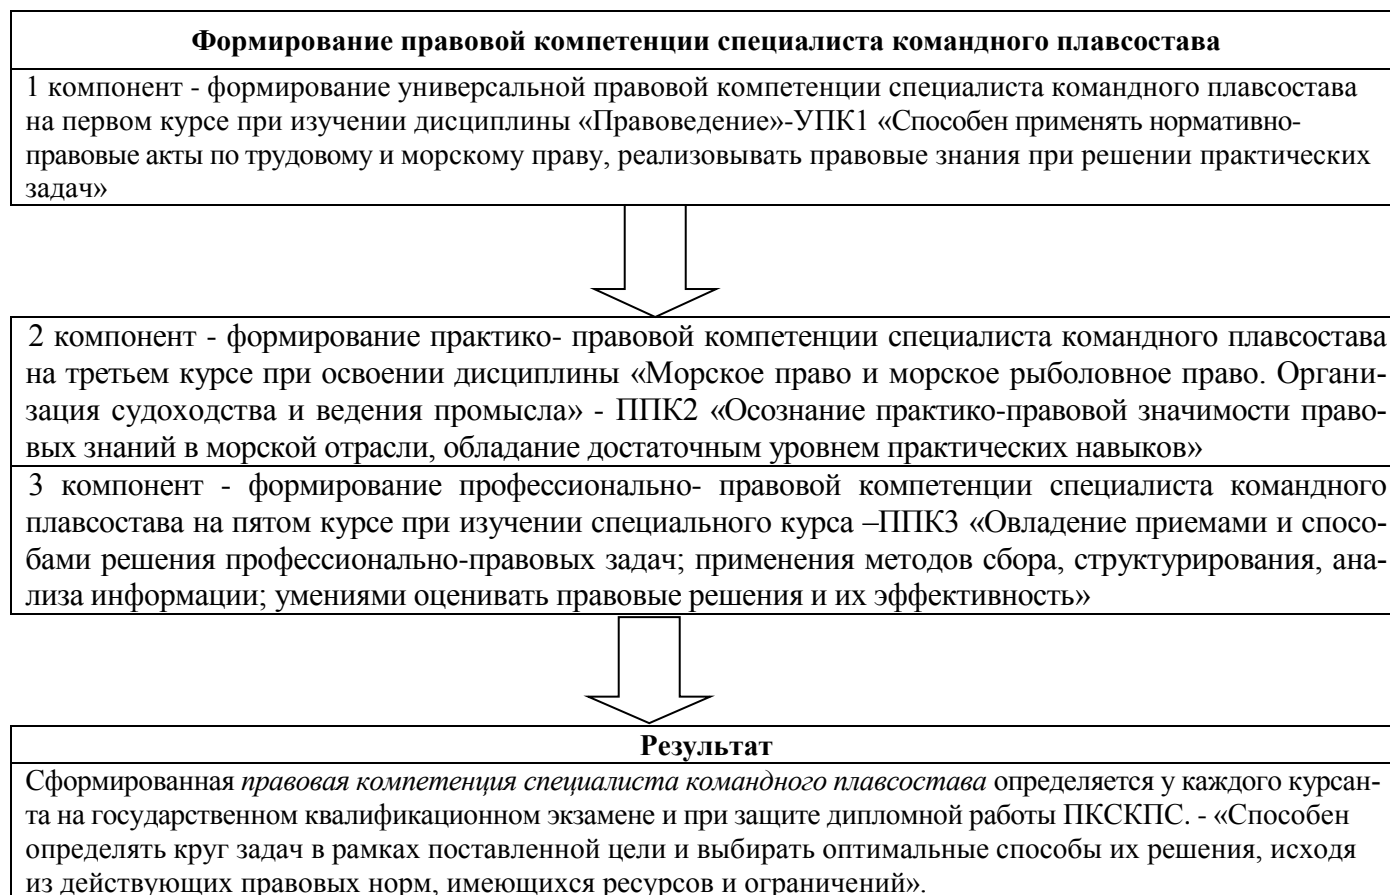 Формирование правовой компетенции специалиста командного плавсостава
1 компонент - формирование универсальной правовой компетенции специалиста командного плавсостава
на первом курсе при изучении дисциплины «Правоведение»-УПК1 «Способен применять нормативно-
правовые акты по трудовому и морскому праву, реализовывать правовые знания при решении практических
задач»
2 компонент - формирование практико- правовой компетенции специалиста командного плавсостава
на третьем курсе при освоении дисциплины «Морское право и морское рыболовное право. Органи-
зация судоходства и ведения промысла» - ППК2 «Осознание практико-правовой значимости право-
вых знаний в морской отрасли, обладание достаточным уровнем практических навыков»
3 компонент - формирование профессионально- правовой компетенции специалиста командного
плавсостава на пятом курсе при изучении специального курса –ППК3 «Овладение приемами и спосо-
бами решения профессионально-правовых задач; применения методов сбора, структурирования, ана-
лиза информации; умениями оценивать правовые решения и их эффективность»
Результат
Сформированная правовая компетенция специалиста командного плавсостава определяется у каждого курсан-
та на государственном квалификационном экзамене и при защите дипломной работы ПКСКПС. - «Способен
определять круг задач в рамках поставленной цели и выбирать оптимальные способы их решения, исходя
из действующих правовых норм, имеющихся ресурсов и ограничений».